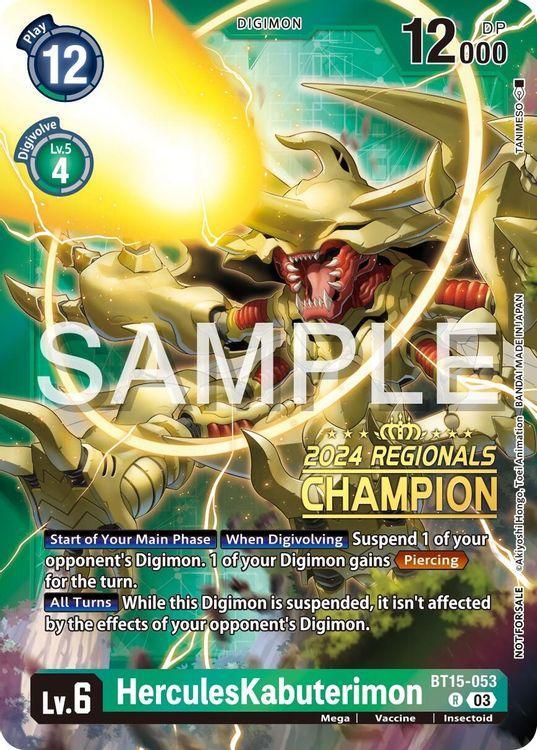 DIGIMON
Play
12
12000
DP
Digivolve
Lv.5
4
TANIMESO
SAMPLE
2024 REGIONALS
CHAMPION
NOT FOR SALE ©Akiyoshi Hongo, Toei Animation BANDAI MADE IN JAPAN
Start of Your Main Phase When Digivolving Suspend 1 of your
opponent's Digimon. 1 of your Digimon gains Piercing
for the turn.
All Turns While this Digimon is suspended, it isn't affected
by the effects of your opponent's Digimon.
Lv.6
HerculesKabuterimon
BT15-053
R 03
Mega | Vaccine | Insectoid